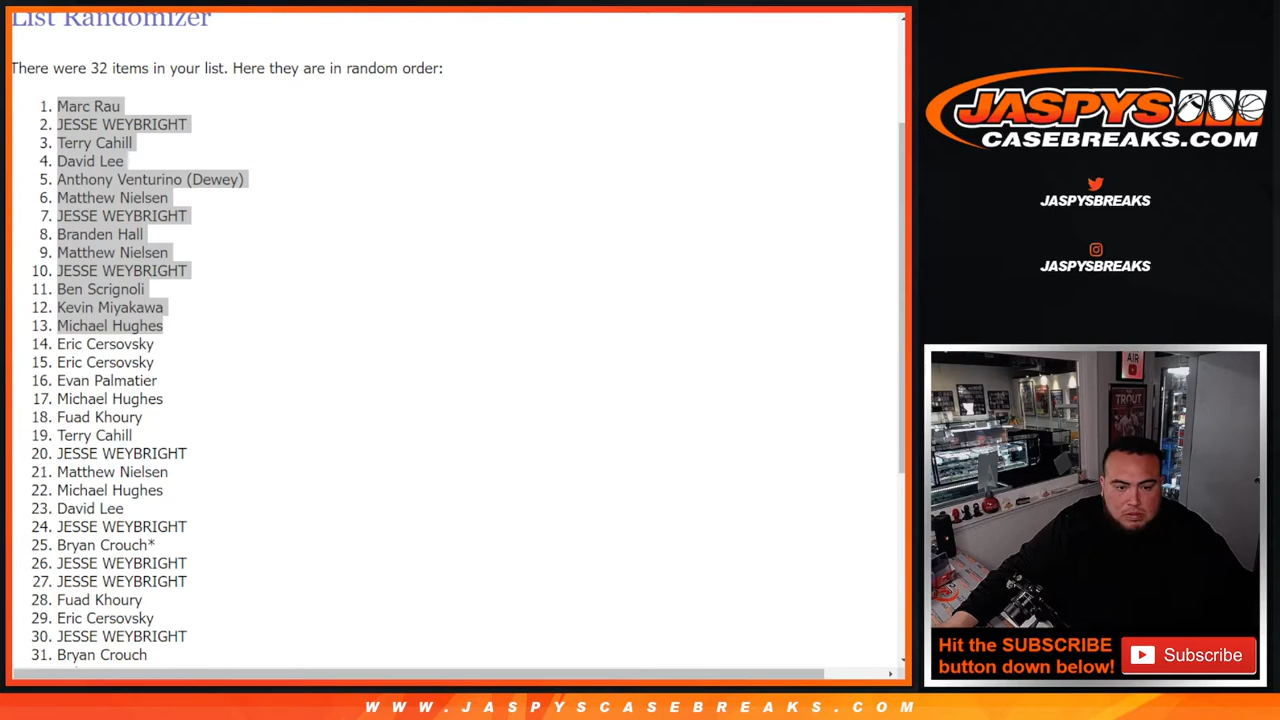 List Randomizer
There were 32 items in your list. Here they are in random order:
1. Marc Rau
2. JESSE WEYBRIGHT
3. Terry Cahill
4. David Lee
5. Anthony Venturino (Dewey)
6. Matthew Nielsen
7. JESSE WEYBRIGHT
8. Branden Hall
9. Matthew Nielsen
10. JESSE WEYBRIGHT
11. Ben Scrignoli
12. Kevin Miyakawa
13. Michael Hughes
14. Eric Cersovsky
15. Eric Cersovsky
16. Evan Palmatier
17. Michael Hughes
18. Fuad Khoury
19. Terry Cahill
20. JESSE WEYBRIGHT
21. Matthew Nielsen
22. Michael Hughes
23. David Lee
24. JESSE WEYBRIGHT
25. Bryan Crouch*
26. JESSE WEYBRIGHT
27. JESSE WEYBRIGHT
28. Fuad Khoury
29. Eric Cersovsky
30. JESSE WEYBRIGHT
31. Bryan Crouch
JASPYS
CASEBREAKS.COM
JASPYSBREAKS
JASPYSBREAKS
AIR
TROUT
Hit the SUBSCRIBE
button down below!
Subscribe
WWW.JASPYSCASEBREAKS.COM